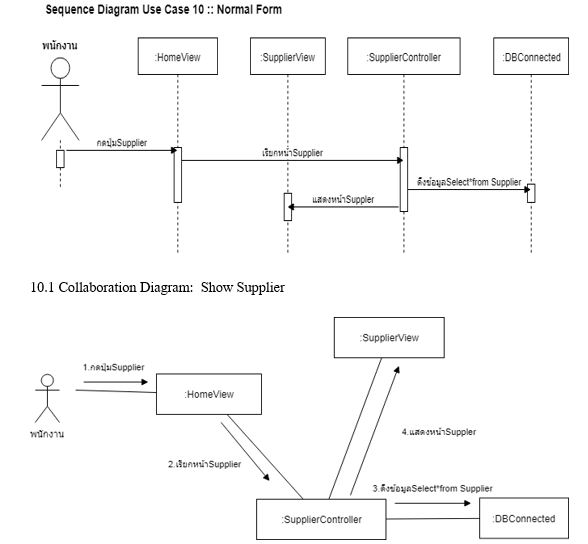 Sequence Diagram Use Case 10 :: Normal Form
พนักงาน
:HomeView
:SupplierView
:SupplierController
:DBConnected
กดปุ่มSupplier
เรียกหน้าSupplier
ดึงข้อมูลSelect*from Supplier
แสดงหน้าSuppler
10.1 Collaboration Diagram: Show Supplier
:SupplierView
1.กดปุ่มSupplier
:HomeView
พนักงาน
4.แสดงหน้าSuppler
2.เรียกหน้าSupplier
3.ดึงข้อมูลSelect*from Supplier
:SupplierController
:DBConnected